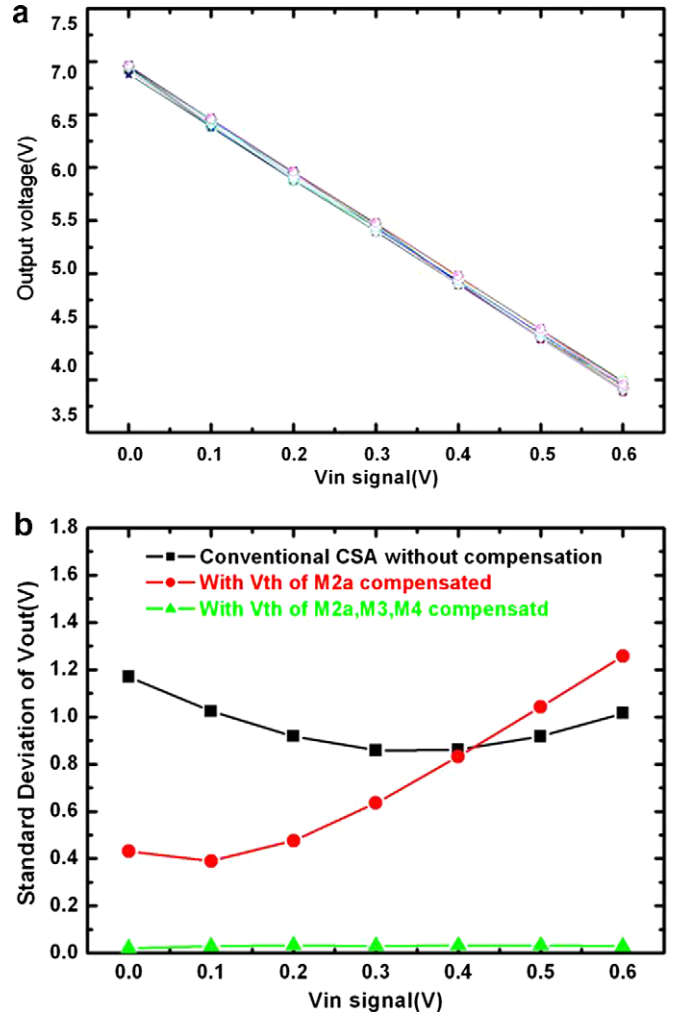 a
7.5
7.0
6.5
6.0
5.5
5.0
4.5
4.0
3.5
Output voltage(V)
0.0 0.1 0.2 0.3 0.4 0.5 0.6
Vin signal(V)
b
1.8
1.6
1.4
1.2
1.0
0.8
0.6
0.4
0.2
0.0
Standard Deviation of Vout(V)
Conventional CSA without compensation
With Vth of M2a compensated
With Vth of M2a,M3,M4 compensatd
0.0 0.1 0.2 0.3 0.4 0.5 0.6
Vin signal(V)